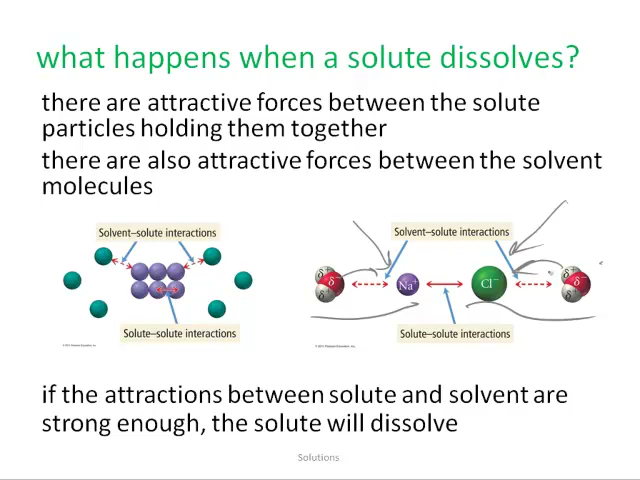 what happens when a solute dissolves?
there are attractive forces between the solute
particles holding them together
there are also attractive forces between the solvent
molecules
Solvent–solute interactions
Solute–solute interactions
Solvent–solute interactions
δ+ δ− δ+
Na+
Cl−
δ+ δ− δ+
Solute–solute interactions
if the attractions between solute and solvent are
strong enough, the solute will dissolve
Solutions